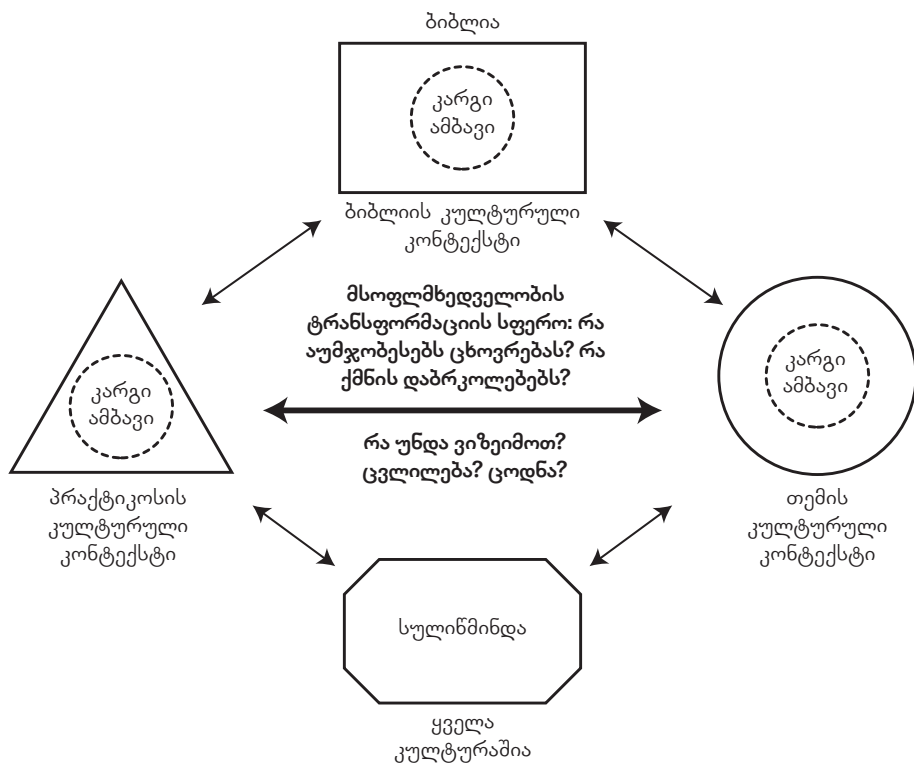 ბიბლია
კარგი
ამბავი
ბიბლიის კულტურული
კონტექსტი
მსოფლმხედველობის
ტრანსფორმაციის სფერო: რა
აუმჯობესებს ცხოვრებას? რა
ქმნის დაბრკოლებებს?
კარგი
ამბავი
პრაქტიკოსის
კულტურული
კონტექსტი
რა უნდა ვიზეიმოთ?
ცვლილება? ცოდნა?
კარგი
ამბავი
თემის
კულტურული
კონტექსტი
სულიწმინდა
ყველა
კულტურაშია